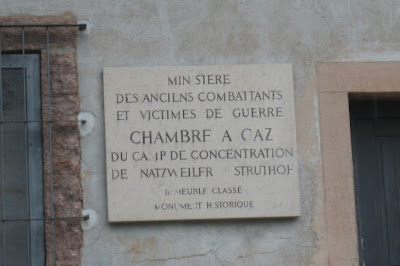 MINISTERE
DES ANCIENS COMBATTANTS
ET VICTIMES DE GUERRE
CHAMBRE A GAZ
DU CAMP DE CONCENTRATION
DE NATZWEILER - STRUTHOF
IMMEUBLE CLASSE
MONUMENT HISTORIQUE